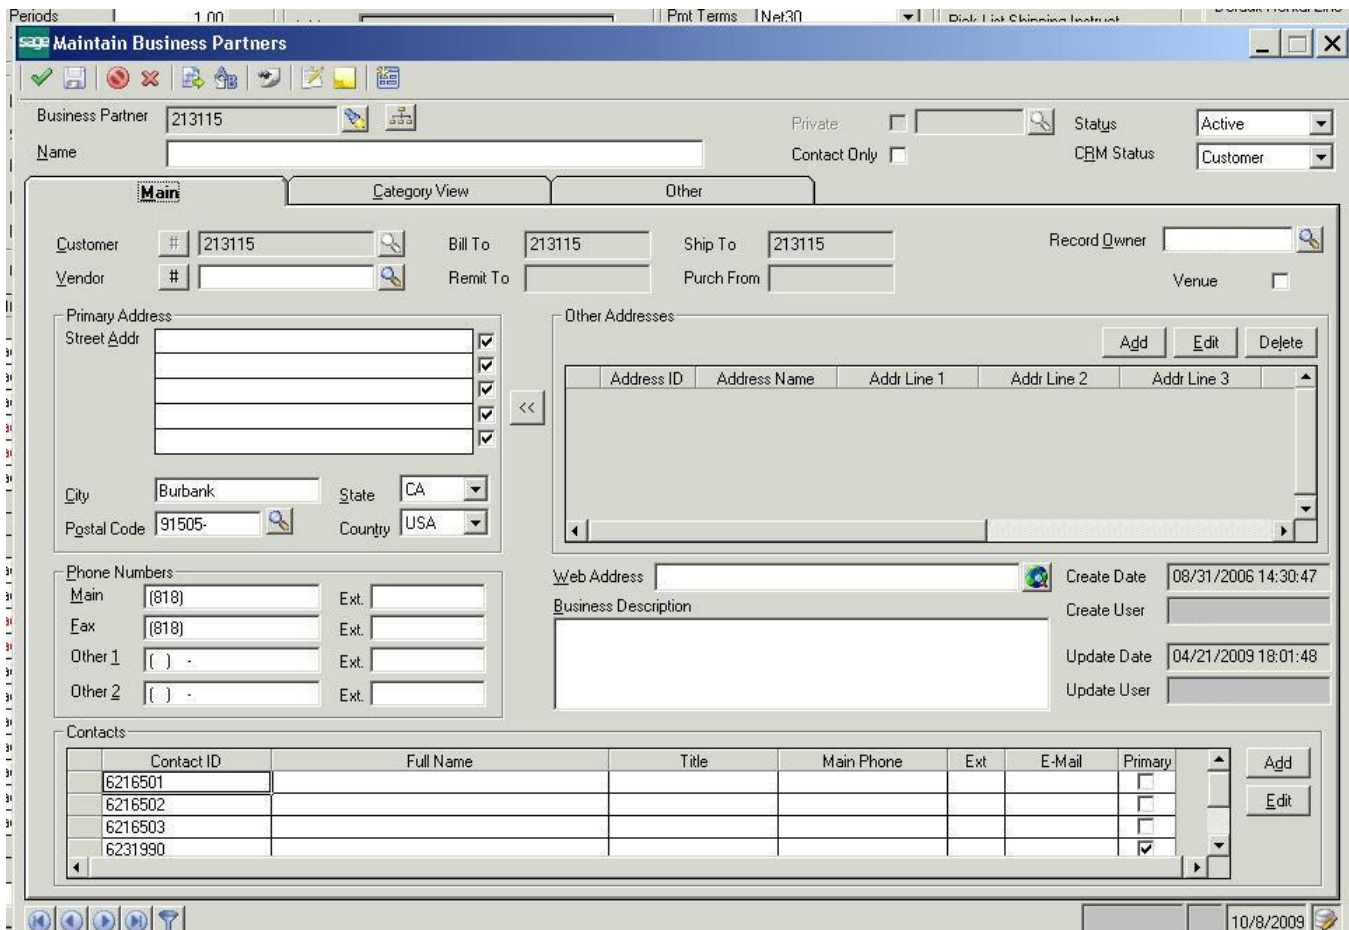 Periods 1.00 Pmt Terms Net30 Pick List Shipping Instruct
sage Maintain Business Partners
Business Partner 213115 Private Status Active
Name Contact Only CRM Status Customer
Main Category View Other
Customer # 213115 Bill To 213115 Ship To 213115 Record Owner
Vendor # Remit To Purch From Venue
Primary Address Other Addresses
Street Addr Add Edit Delete
Address ID Address Name Addr Line 1 Addr Line 2 Addr Line 3
<<
City Burbank State CA
Postal Code 91505- Country USA
Phone Numbers Web Address Create Date 08/31/2006 14:30:47
Main (818) Ext. Business Description Create User
Fax (818) Ext.
Other 1 ( ) - Ext. Update Date 04/21/2009 18:01:48
Other 2 ( ) - Ext. Update User
Contacts
Contact ID Full Name Title Main Phone Ext E-Mail Primary Add
6216501
6216502 Edit
6216503
6231990
10/8/2009